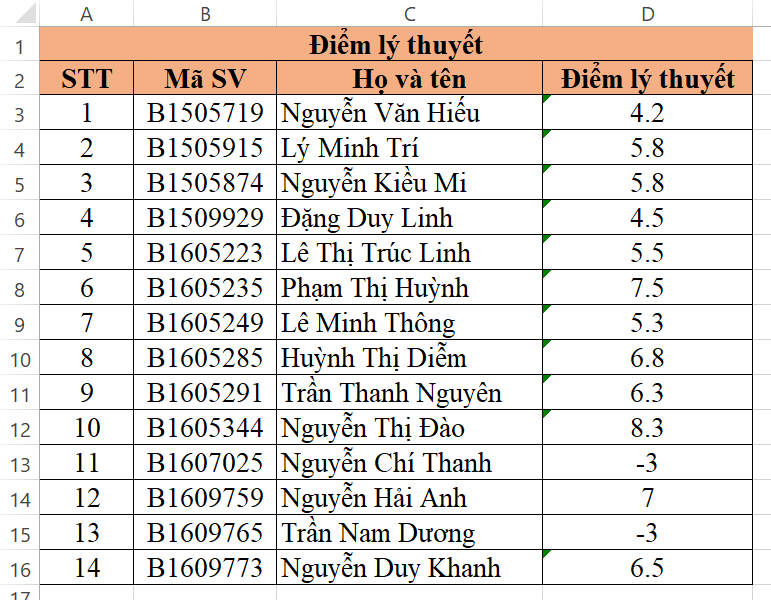 A B C D
1 Điểm lý thuyết
2 STT Mã SV Họ và tên Điểm lý thuyết
3 1 B1505719 Nguyễn Văn Hiếu 4.2
4 2 B1505915 Lý Minh Trí 5.8
5 3 B1505874 Nguyễn Kiều Mi 5.8
6 4 B1509929 Đặng Duy Linh 4.5
7 5 B1605223 Lê Thị Trúc Linh 5.5
8 6 B1605235 Phạm Thị Huỳnh 7.5
9 7 B1605249 Lê Minh Thông 5.3
10 8 B1605285 Huỳnh Thị Diễm 6.8
11 9 B1605291 Trần Thanh Nguyên 6.3
12 10 B1605344 Nguyễn Thị Đào 8.3
13 11 B1607025 Nguyễn Chí Thanh -3
14 12 B1609759 Nguyễn Hải Anh 7
15 13 B1609765 Trần Nam Dương -3
16 14 B1609773 Nguyễn Duy Khanh 6.5
17